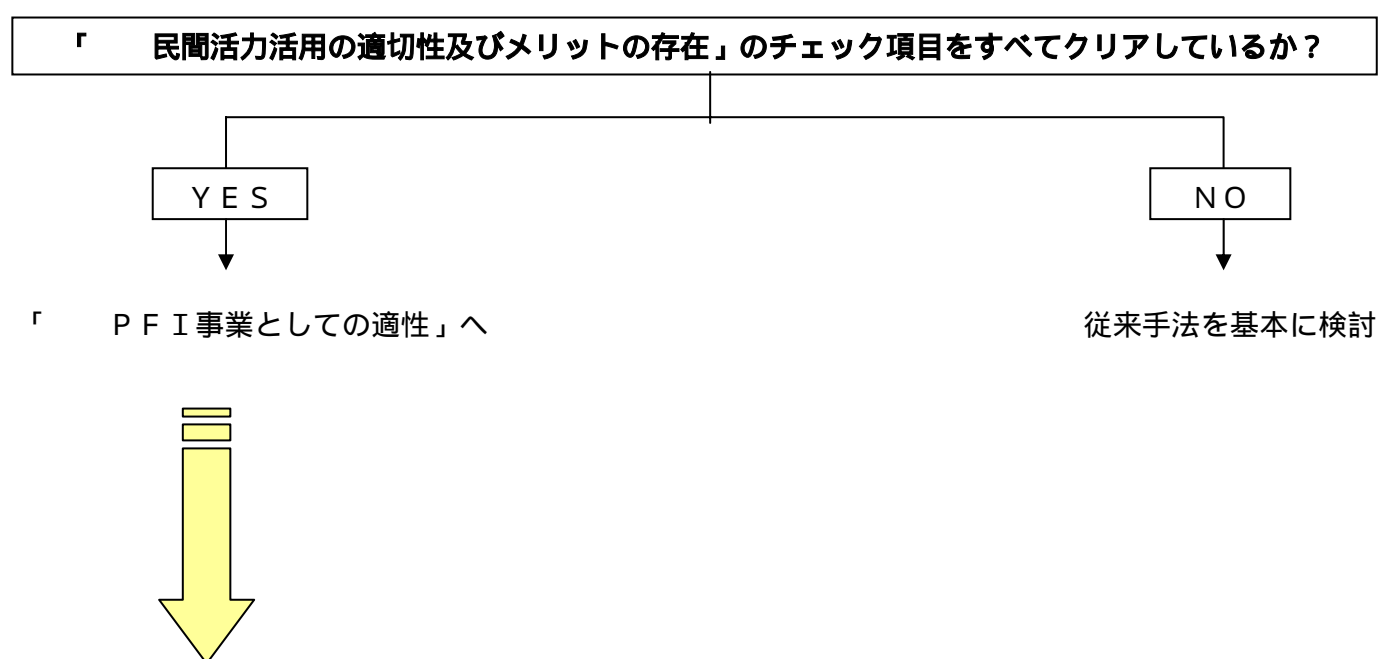 「　　民間活力活用の適切性及びメリットの存在」のチェック項目をすべてクリアしているか？
ＹＥＳ
ＮＯ
「　　ＰＦＩ事業としての適性」へ
従来手法を基本に検討